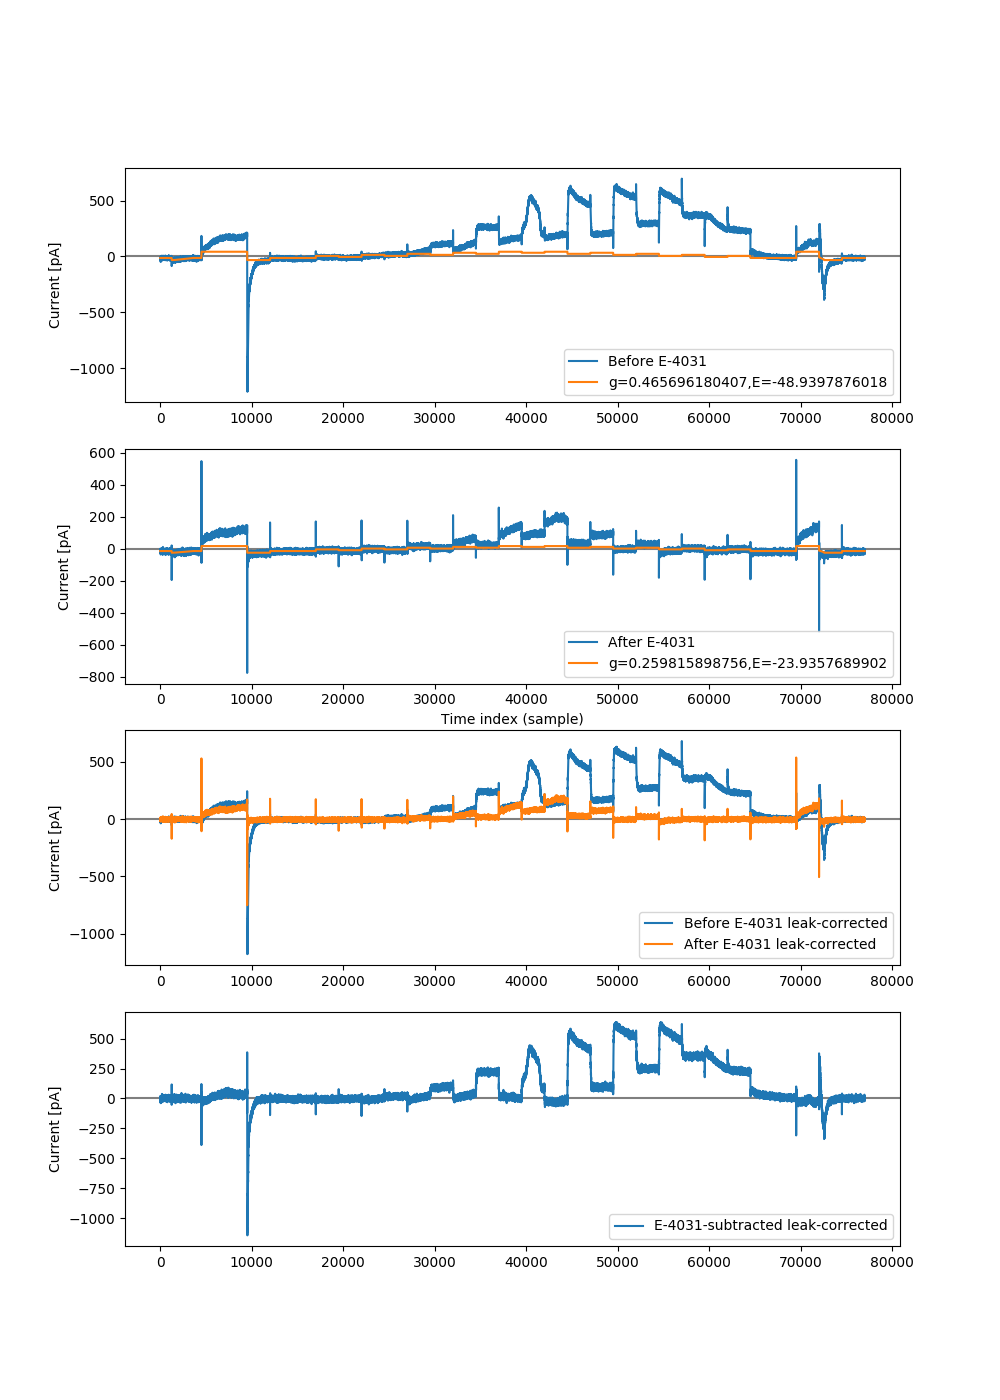 500
0
−500
−1000
Current [pA]
Before E-4031
g=0.465696180407,E=-48.9397876018
0 10000 20000 30000 40000 50000 60000 70000 80000
600
400
200
0
−200
−400
−600
−800
Current [pA]
After E-4031
g=0.259815898756,E=-23.9357689902
0 10000 20000 30000 40000 50000 60000 70000 80000
Time index (sample)
500
0
−500
−1000
Current [pA]
Before E-4031 leak-corrected
After E-4031 leak-corrected
0 10000 20000 30000 40000 50000 60000 70000 80000
500
250
0
−250
−500
−750
−1000
Current [pA]
E-4031-subtracted leak-corrected
0 10000 20000 30000 40000 50000 60000 70000 80000